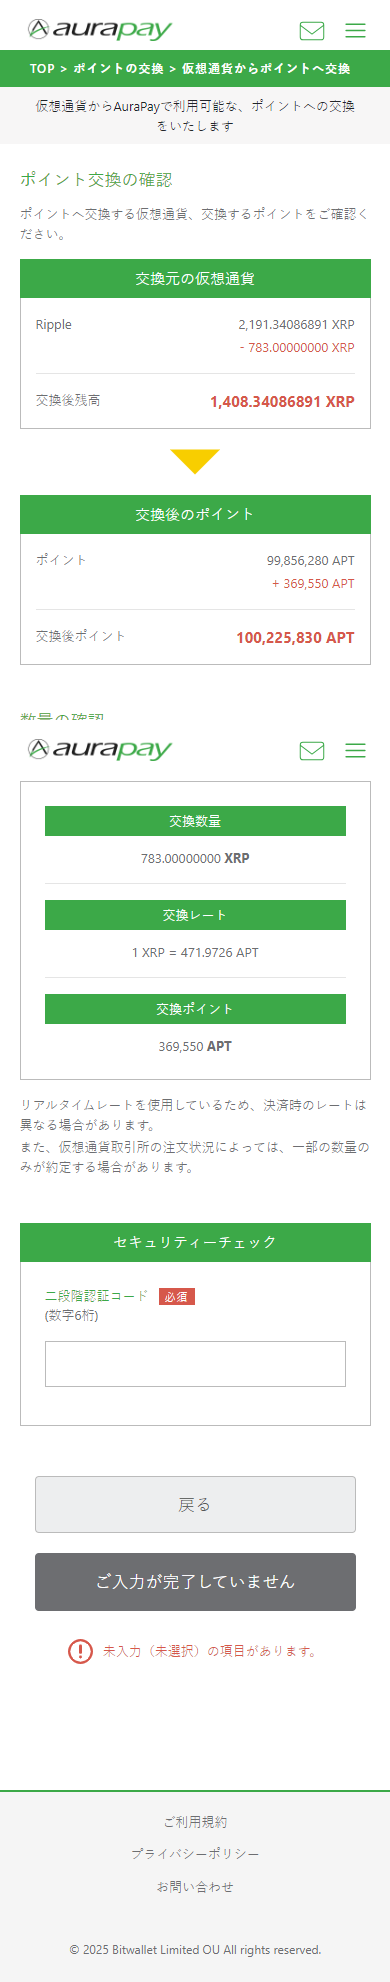 aurapay
TOP > ポイントの交換 > 仮想通貨からポイントへ交換
仮想通貨からAuraPayで利用可能な、ポイントへの交換
をいたします
ポイント交換の確認
ポイントへ交換する仮想通貨、交換するポイントをご確認く
ださい。
交換元の仮想通貨
Ripple 2,191.34086891 XRP
- 783.00000000 XRP
交換後残高 1,408.34086891 XRP
交換後のポイント
ポイント 99,856,280 APT
+ 369,550 APT
交換後ポイント 100,225,830 APT
数量の確認
aurapay
交換数量
783.00000000 XRP
交換レート
1 XRP = 471.9726 APT
交換ポイント
369,550 APT
リアルタイムレートを使用しているため、決済時のレートは
異なる場合があります。
また、仮想通貨取引所の注文状況によっては、一部の数量の
みが約定する場合があります。
セキュリティーチェック
二段階認証コード 必須
(数字6桁)
戻る
ご入力が完了していません
未入力（未選択）の項目があります。
ご利用規約
プライバシーポリシー
お問い合わせ
© 2025 Bitwallet Limited OU All rights reserved.